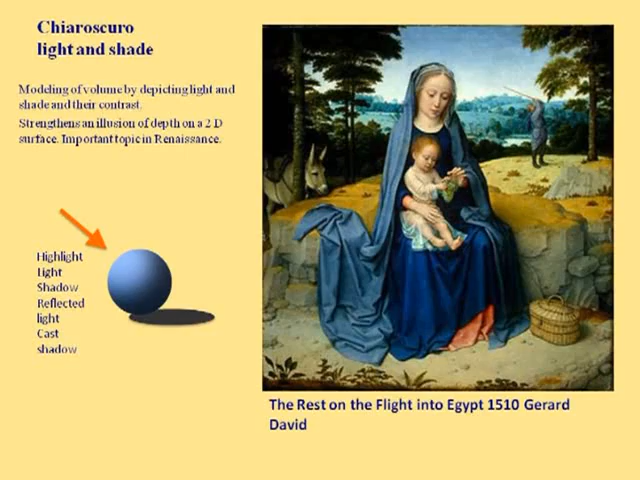 Chiaroscuro
light and shade
Modeling of volume by depicting light and
shade and their contrast.
Strengthens an illusion of depth on a 2-D
surface. Important topic in Renaissance.
Highlight
Light
Shadow
Reflected
light
Cast
shadow
The Rest on the Flight into Egypt 1510 Gerard
David